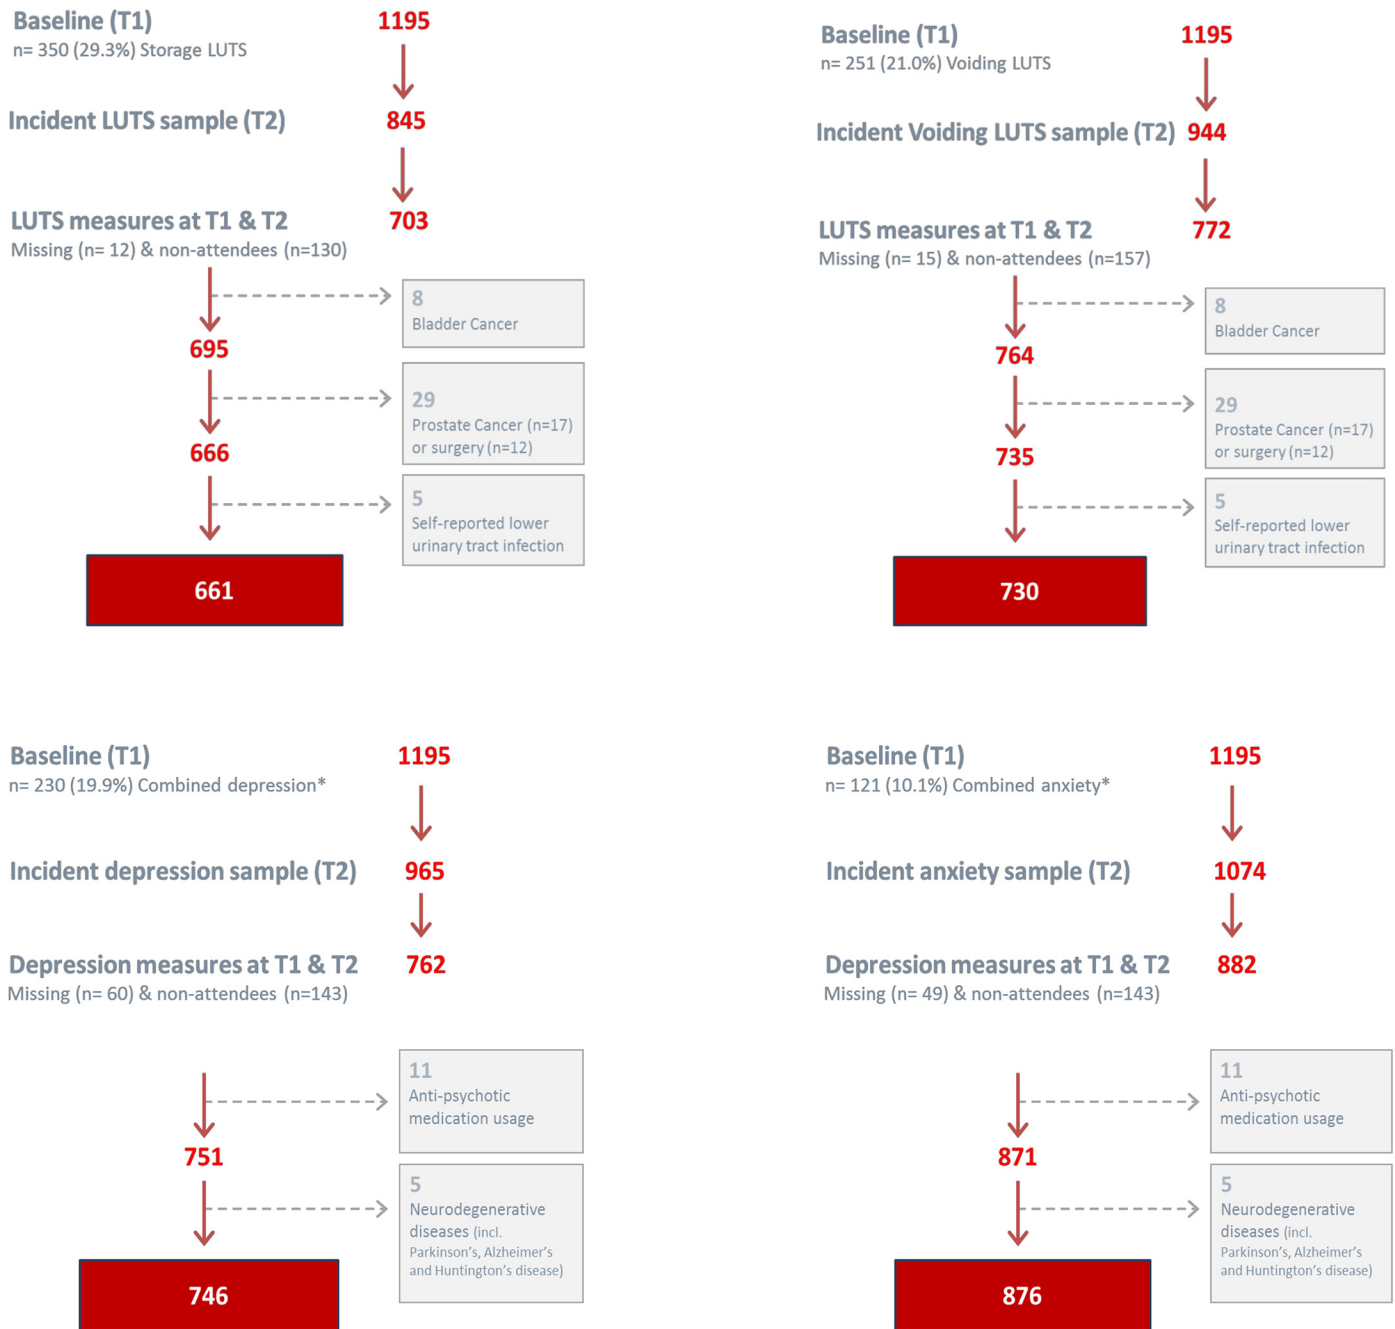 Baseline (T1) 1195
n= 350 (29.3%) Storage LUTS
Incident LUTS sample (T2) 845
LUTS measures at T1 & T2 703
Missing (n= 12) & non-attendees (n=130)
8
Bladder Cancer
695
29
Prostate Cancer (n=17)
or surgery (n=12)
666
5
Self-reported lower
urinary tract infection
661
Baseline (T1) 1195
n= 251 (21.0%) Voiding LUTS
Incident Voiding LUTS sample (T2) 944
LUTS measures at T1 & T2 772
Missing (n= 15) & non-attendees (n=157)
8
Bladder Cancer
764
29
Prostate Cancer (n=17)
or surgery (n=12)
735
5
Self-reported lower
urinary tract infection
730
Baseline (T1) 1195
n= 230 (19.9%) Combined depression*
Incident depression sample (T2) 965
Depression measures at T1 & T2 762
Missing (n= 60) & non-attendees (n=143)
11
Anti-psychotic
medication usage
751
5
Neurodegenerative
diseases (incl.
Parkinson's, Alzheimer's
and Huntington's disease)
746
Baseline (T1) 1195
n= 121 (10.1%) Combined anxiety*
Incident anxiety sample (T2) 1074
Depression measures at T1 & T2 882
Missing (n= 49) & non-attendees (n=143)
11
Anti-psychotic
medication usage
871
5
Neurodegenerative
diseases (incl.
Parkinson's, Alzheimer's
and Huntington's disease)
876